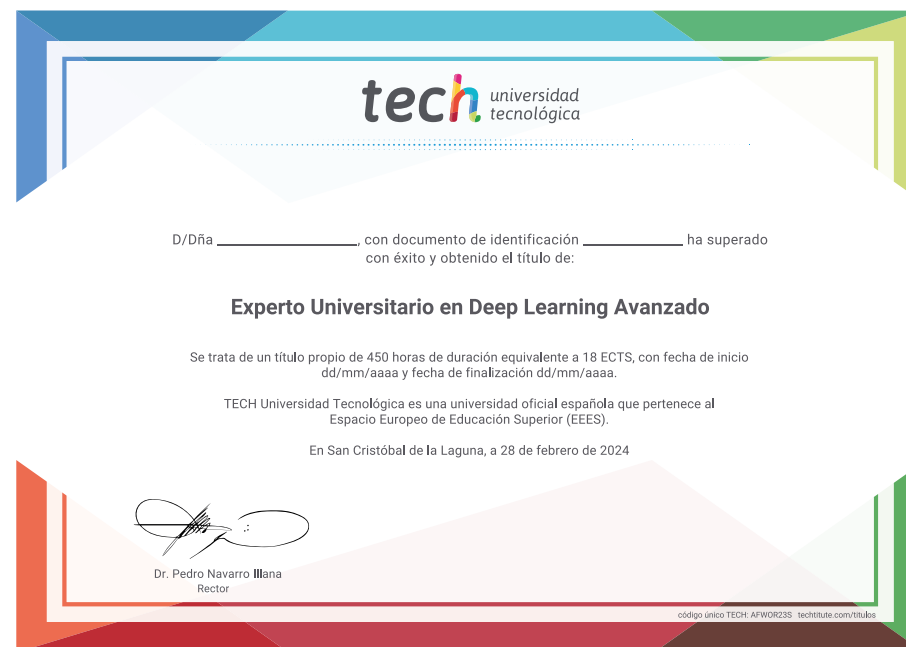 tech universidad
tecnológica
D/Dña ______________, con documento de identificación __________ ha superado
con éxito y obtenido el título de:
Experto Universitario en Deep Learning Avanzado
Se trata de un título propio de 450 horas de duración equivalente a 18 ECTS, con fecha de inicio
dd/mm/aaaa y fecha de finalización dd/mm/aaaa.
TECH Universidad Tecnológica es una universidad oficial española que pertenece al
Espacio Europeo de Educación Superior (EEES).
En San Cristóbal de la Laguna, a 28 de febrero de 2024
Dr. Pedro Navarro Illana
Rector
código único TECH: AFWOR23S techtitute.com/titulos